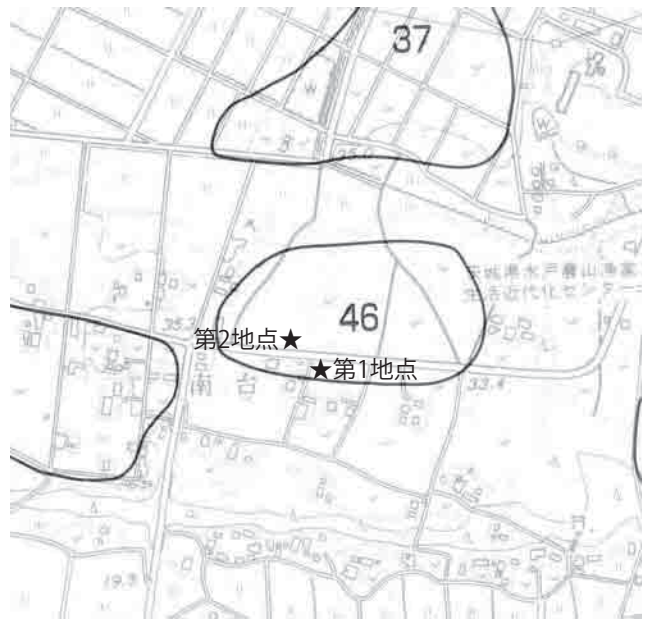 37
茨城県水戸農山漁家
生活近代化センター
46
35.2
第2地点★
★第1地点
南台
33.4
19.3